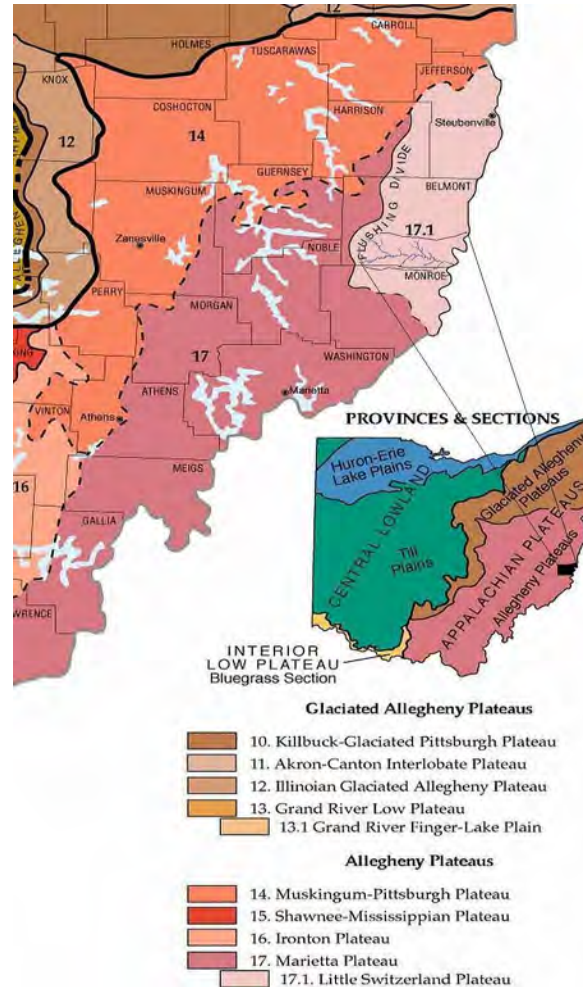 12
CARROLL
HOLMES
TUSCARAWAS
KNOX
JEFFERSON
COSHOCTON
HARRISON
Steubenville
12
14
GUERNSEY
BELMONT
MUSKINGUM
FLUSHING DIVIDE
17.1
Zanesville
NOBLE
MONROE
PERRY
MORGAN
17
WASHINGTON
ATHENS
Marietta
VINTON
Athens
PROVINCES & SECTIONS
MEIGS
Huron-Erie
Lake Plains
Glaciated Allegheny
Plateaus
16
GALLIA
CENTRAL LOWLAND
Till
Plains
APPALACHIAN PLATEAUS
Allegheny Plateaus
WRENCE
INTERIOR
LOW PLATEAU
Bluegrass Section
Glaciated Allegheny Plateaus
10. Killbuck-Glaciated Pittsburgh Plateau
11. Akron-Canton Interlobate Plateau
12. Illinoian Glaciated Allegheny Plateau
13. Grand River Low Plateau
13.1 Grand River Finger-Lake Plain
Allegheny Plateaus
14. Muskingum-Pittsburgh Plateau
15. Shawnee-Mississippian Plateau
16. Ironton Plateau
17. Marietta Plateau
17.1. Little Switzerland Plateau